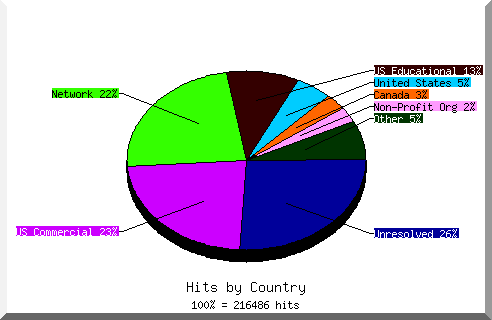 US Educational 13%
United States 5%
Network 22%
Canada 3%
Non-Profit Org 2%
Other 5%
US Commercial 23%
Unresolved 26%
Hits by Country
100% = 216486 hits